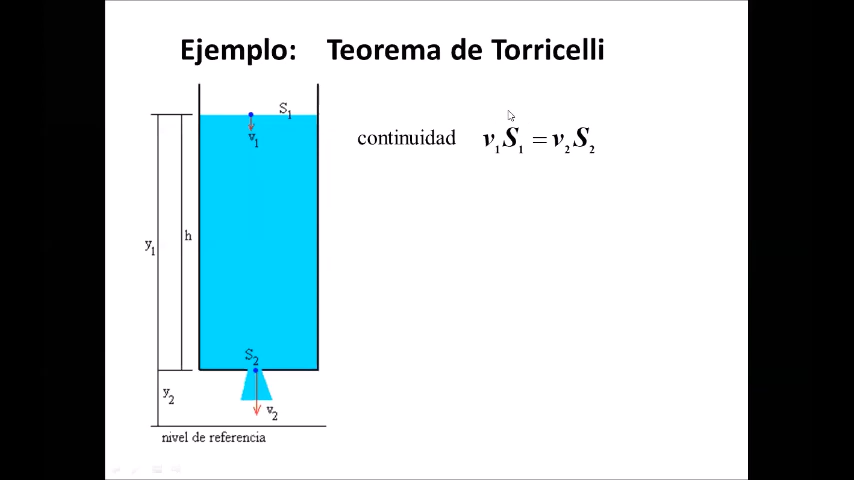 Ejemplo: Teorema de Torricelli
S1
v1
continuidad v1S1 = v2S2
y1
h
S2
y2
v2
nivel de referencia